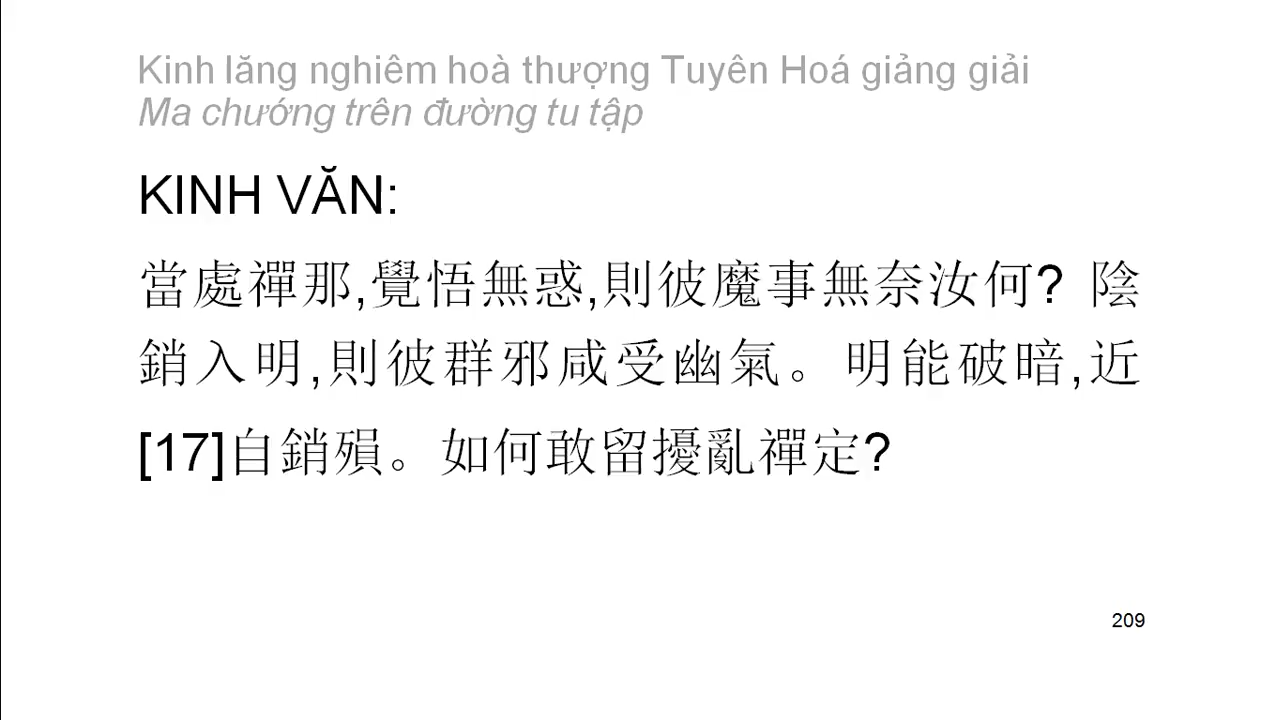 Kinh lăng nghiêm hoà thượng Tuyên Hoá giảng giải
Ma chướng trên đường tu tập
KINH VĂN:
當處禪那,覺悟無惑,則彼魔事無奈汝何? 陰
銷入明,則彼群邪咸受幽氣。明能破暗,近
[17]自銷殞。如何敢留擾亂禪定?
209